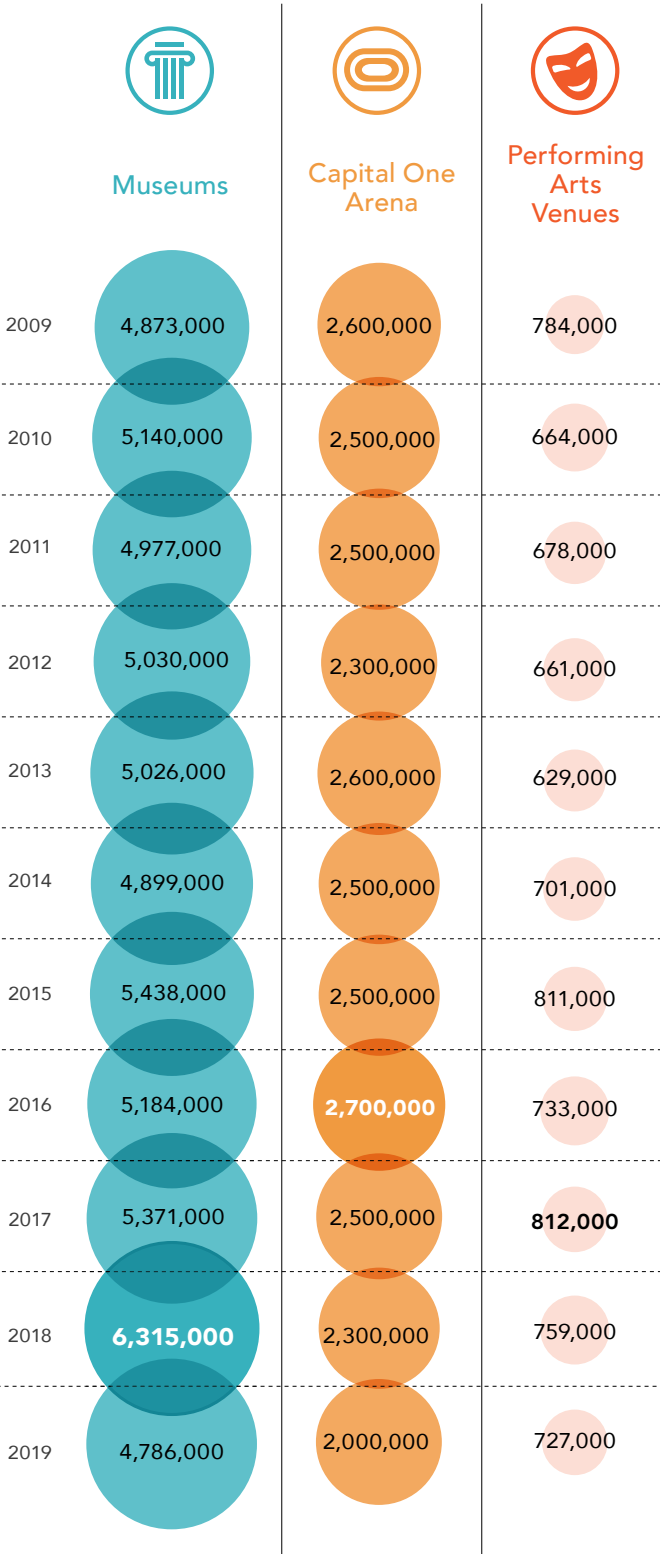 Museums
Capital One
Arena
Performing
Arts
Venues
2009 4,873,000 2,600,000 784,000
2010 5,140,000 2,500,000 664,000
2011 4,977,000 2,500,000 678,000
2012 5,030,000 2,300,000 661,000
2013 5,026,000 2,600,000 629,000
2014 4,899,000 2,500,000 701,000
2015 5,438,000 2,500,000 811,000
2016 5,184,000 2,700,000 733,000
2017 5,371,000 2,500,000 812,000
2018 6,315,000 2,300,000 759,000
2019 4,786,000 2,000,000 727,000